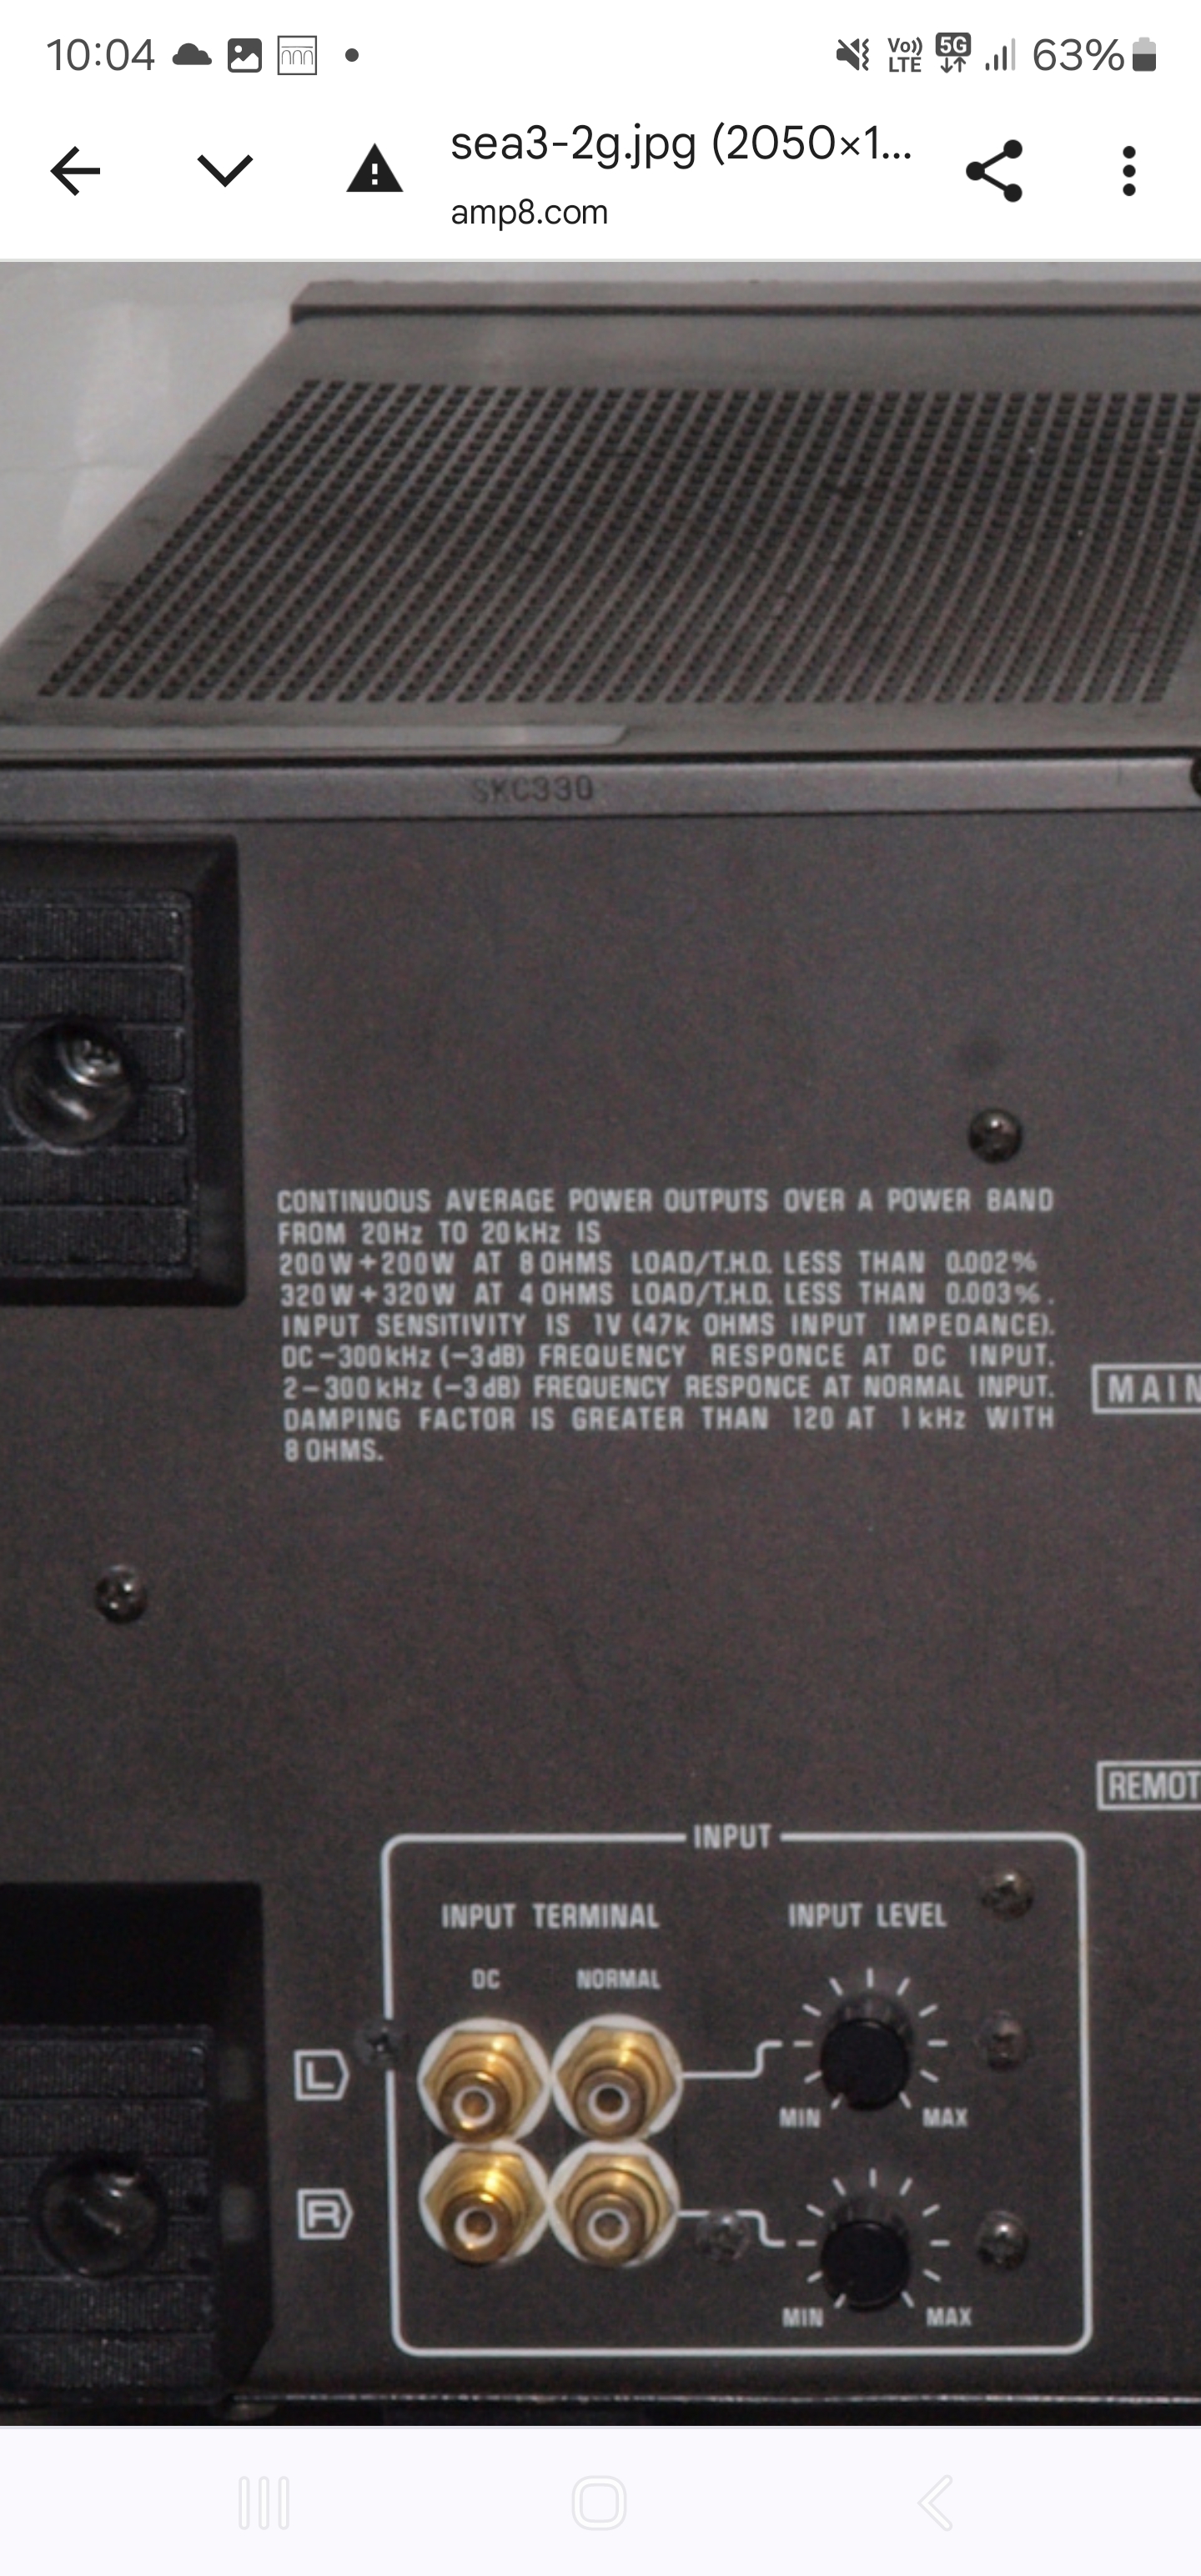 10:04
Vo)) LTE 5G 63%
sea3-2g.jpg (2050×1...
amp8.com
SKC330
CONTINUOUS AVERAGE POWER OUTPUTS OVER A POWER BAND
FROM 20Hz TO 20kHz IS
200W+200W AT 8 OHMS LOAD/T.H.D. LESS THAN 0.002%
320W+320W AT 4 OHMS LOAD/T.H.D. LESS THAN 0.003%.
INPUT SENSITIVITY IS 1V (47k OHMS INPUT IMPEDANCE).
DC-300kHz (-3dB) FREQUENCY RESPONCE AT DC INPUT.
2-300kHz (-3dB) FREQUENCY RESPONCE AT NORMAL INPUT.
DAMPING FACTOR IS GREATER THAN 120 AT 1kHz WITH
8 OHMS.
MAIN
REMOT
INPUT
INPUT TERMINAL INPUT LEVEL
DC NORMAL
L
MIN MAX
R
MIN MAX